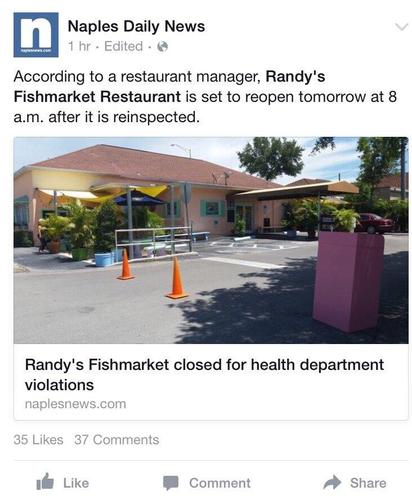 n
naplesnews.com
Naples Daily News
1 hr · Edited ·
According to a restaurant manager, Randy's
Fishmarket Restaurant is set to reopen tomorrow at 8
a.m. after it is reinspected.
Randy's Fishmarket closed for health department
violations
naplesnews.com
35 Likes 37 Comments
Like Comment Share